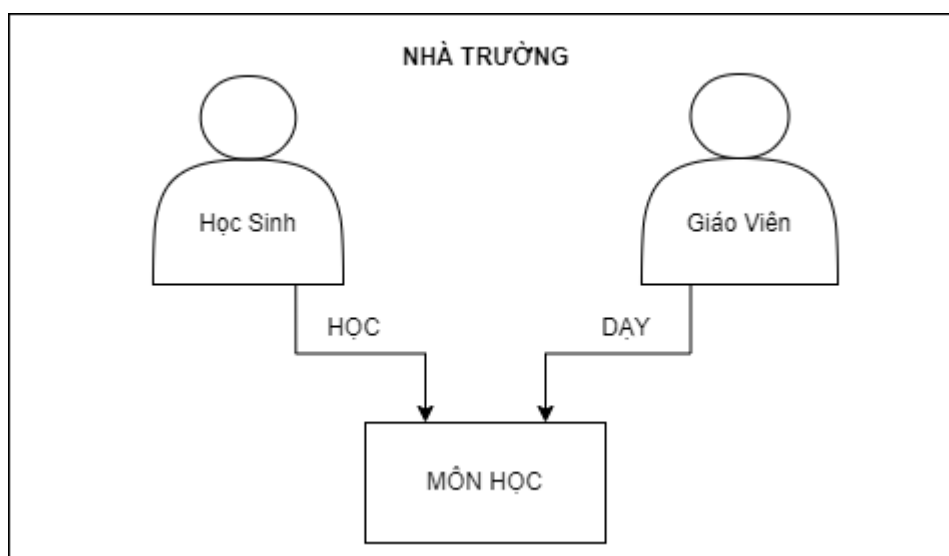 NHÀ TRƯỜNG
Học Sinh
Giáo Viên
HỌC
DẠY
MÔN HỌC